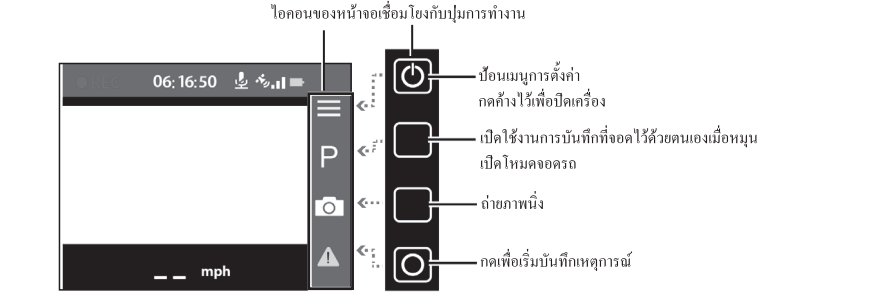 ไอคอนของหน้าจอเชื่อมโยงกับปุ่มการทำงาน
06:16:50
P
mph
ป้อนเมนูการตั้งค่า
กดค้างไว้เพื่อปิดเครื่อง
เปิดใช้งานการบันทึกที่จอดไว้ด้วยตนเองเมื่อหมุน
เปิดโหมดจอดรถ
ถ่ายภาพนิ่ง
กดเพื่อเริ่มบันทึกเหตุการณ์